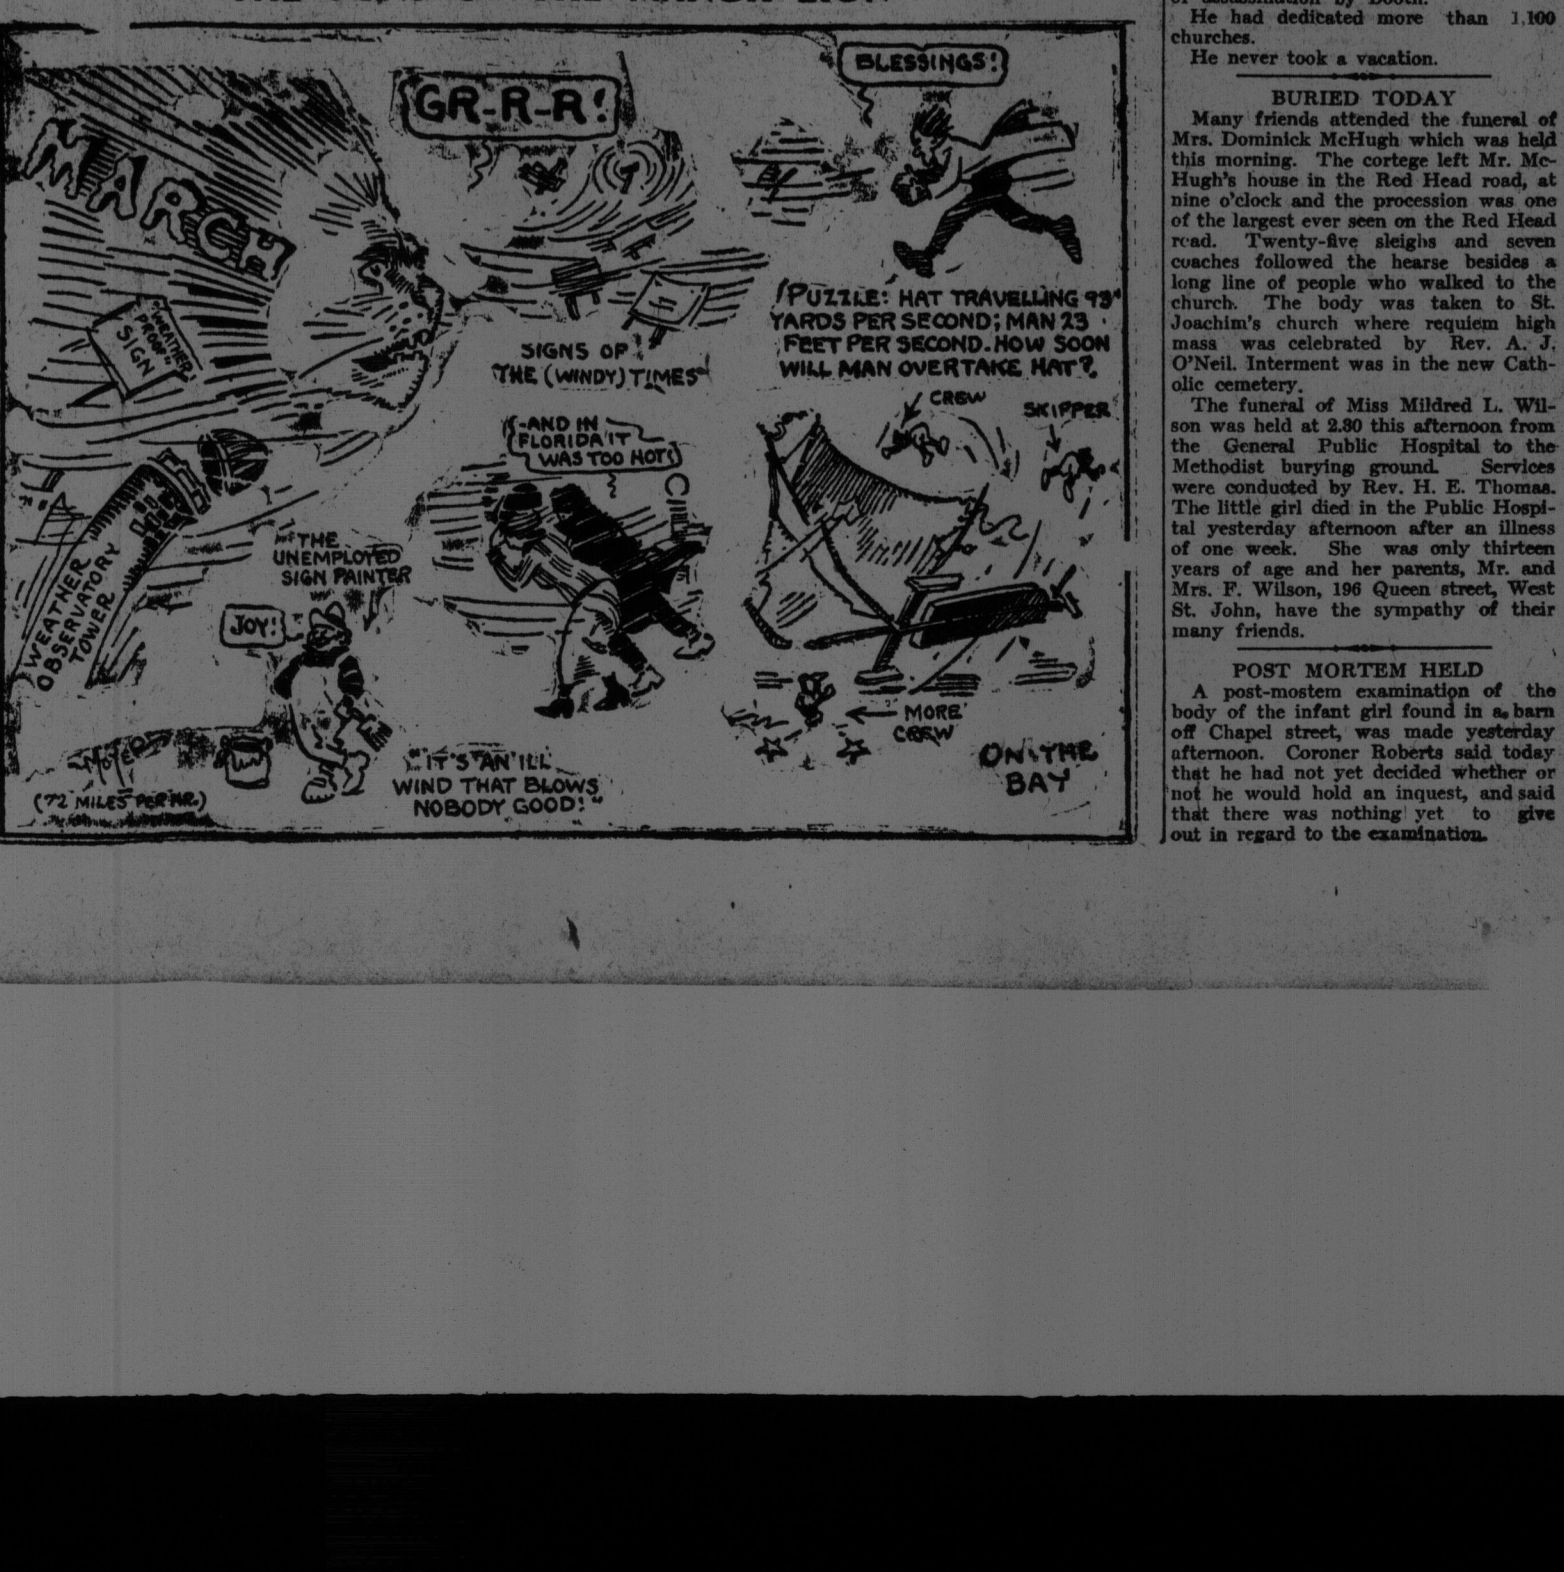 MARCH
GR-R-R!
BLESSINGS!
WEATHER
PROOF!
SIGN
SIGNS OF
THE (WINDY) TIMES
PUZZLE: HAT TRAVELLING 93
YARDS PER SECOND; MAN 23
FEET PER SECOND. HOW SOON
WILL MAN OVERTAKE HAT?
WEATHER
OBSERVATORY
TOWER
(72 MILES PER HR.)
THE
UNEMPLOYED
SIGN PAINTER
JOY!
-AND IN
FLORIDA IT
WAS TOO HOT
"IT'S AN ILL
WIND THAT BLOWS
NOBODY GOOD!"
CREW
SKIPPER
MORE
CREW
ON THE
BAY
He had dedicated more than 1,100
churches.
He never took a vacation.
BURIED TODAY
Many friends attended the funeral of
Mrs. Dominick McHugh which was held
this morning. The cortege left Mr. Mc-
Hugh's house in the Red Head road, at
nine o'clock and the procession was one
of the largest ever seen on the Red Head
road. Twenty-five sleighs and seven
coaches followed the hearse besides a
long line of people who walked to the
church. The body was taken to St.
Joachim's church where requiem high
mass was celebrated by Rev. A. J.
O'Neil. Interment was in the new Cath-
olic cemetery.
The funeral of Miss Mildred L. Wil-
son was held at 2.30 this afternoon from
the General Public Hospital to the
Methodist burying ground. Services
were conducted by Rev. H. E. Thomas.
The little girl died in the Public Hospi-
tal yesterday afternoon after an illness
of one week. She was only thirteen
years of age and her parents, Mr. and
Mrs. F. Wilson, 196 Queen street, West
St. John, have the sympathy of their
many friends.
POST MORTEM HELD
A post-mostem examination of the
body of the infant girl found in a barn
off Chapel street, was made yesterday
afternoon. Coroner Roberts said today
that he had not yet decided whether or
not he would hold an inquest, and said
that there was nothing yet to give
out in regard to the examination.